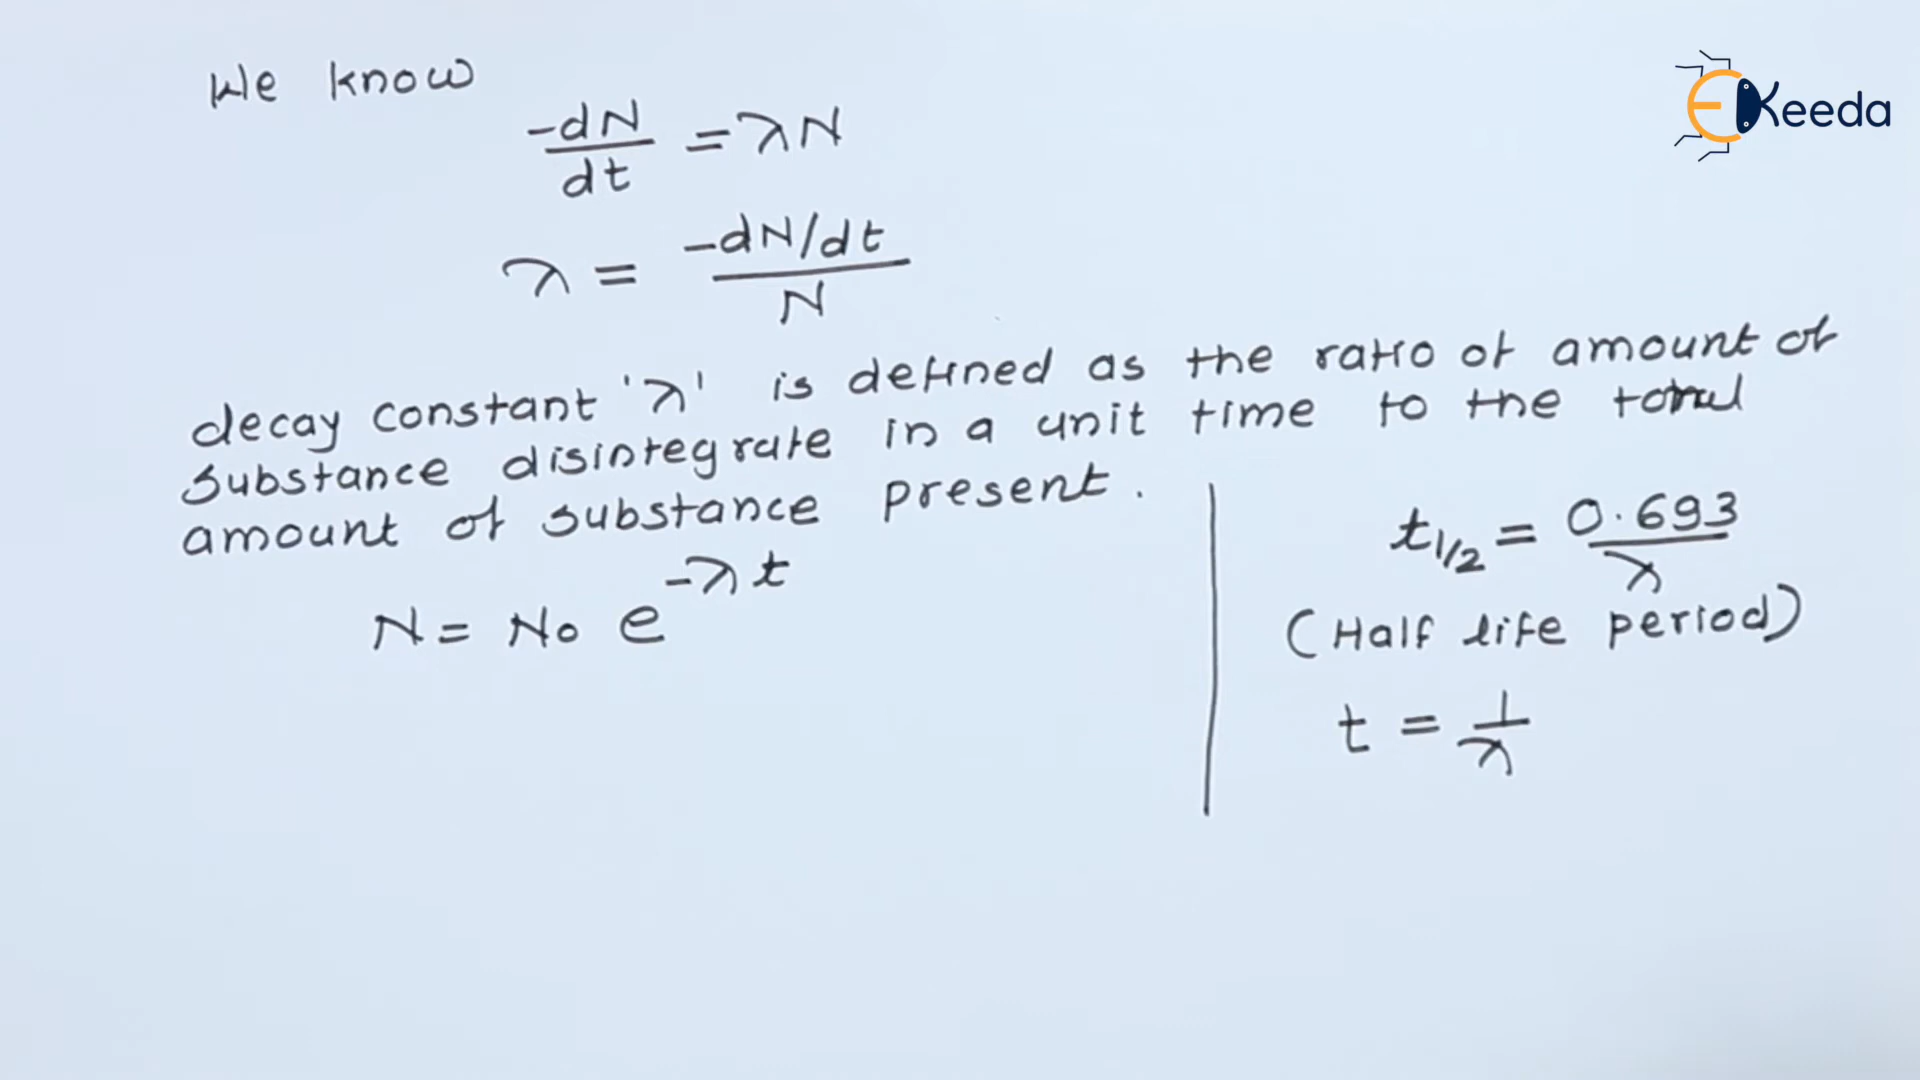 We know
-dN/dt = λN
λ = -dN/dt / N
decay constant 'λ' is defined as the ratio of amount of
substance disintegrate in a unit time to the total
amount of substance present.
N = No e^-λt
t1/2 = 0.693/λ
(Half life period)
t = 1/λ
EKeeda